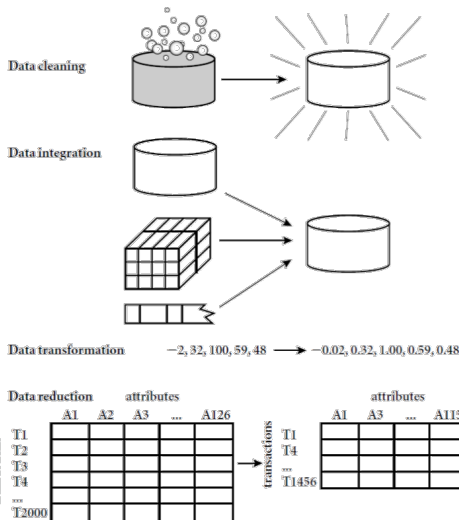 Data cleaning
Data integration
Data transformation −2, 32, 100, 59, 48 −0.02, 0.32, 1.00, 0.59, 0.48
Data reduction attributes attributes
A1 A2 A3 ... A126 A1 A3 ... A115
T1 T1
T2 T4
T3 ...
T4 T1456
...
T2000
transactions